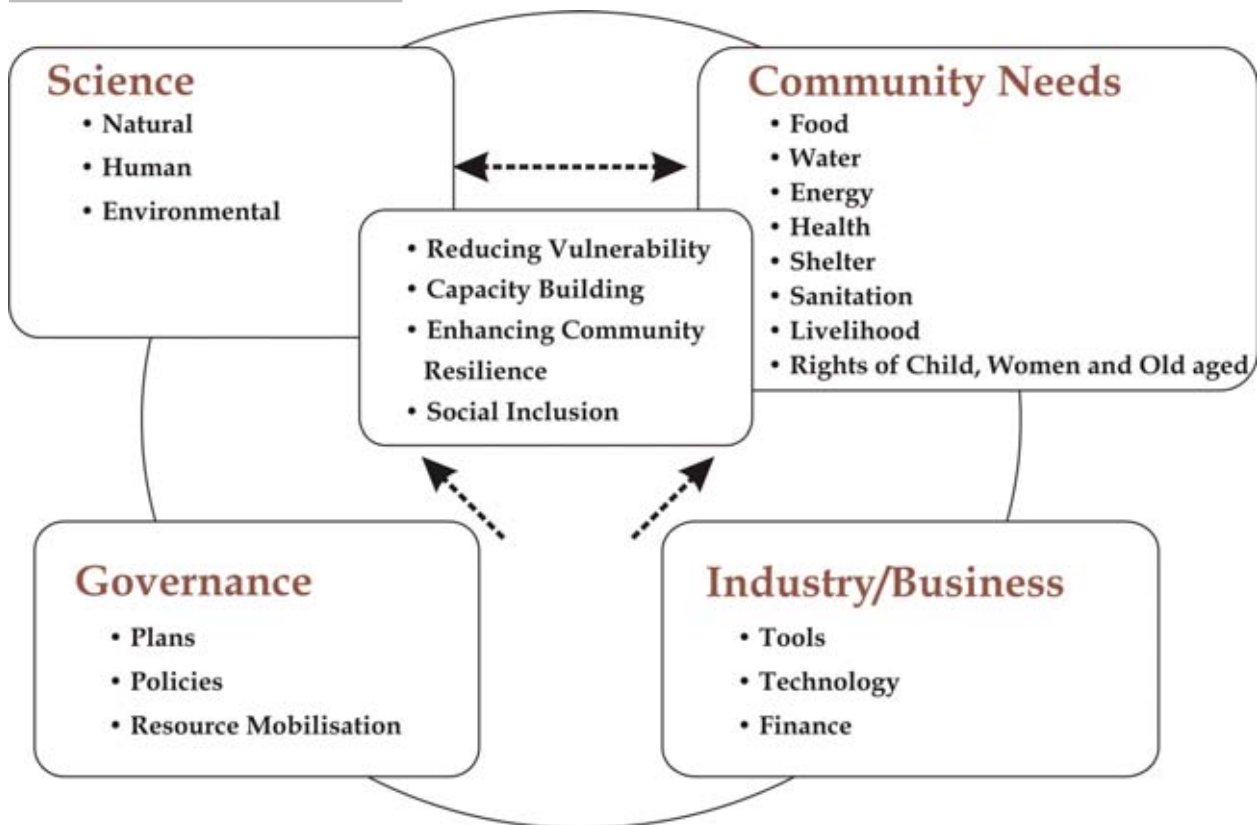 Science
• Natural
• Human
• Environmental
Community Needs
• Food
• Water
• Energy
• Health
• Shelter
• Sanitation
• Livelihood
• Rights of Child, Women and Old aged
• Reducing Vulnerability
• Capacity Building
• Enhancing Community
Resilience
• Social Inclusion
Governance
• Plans
• Policies
• Resource Mobilisation
Industry/Business
• Tools
• Technology
• Finance